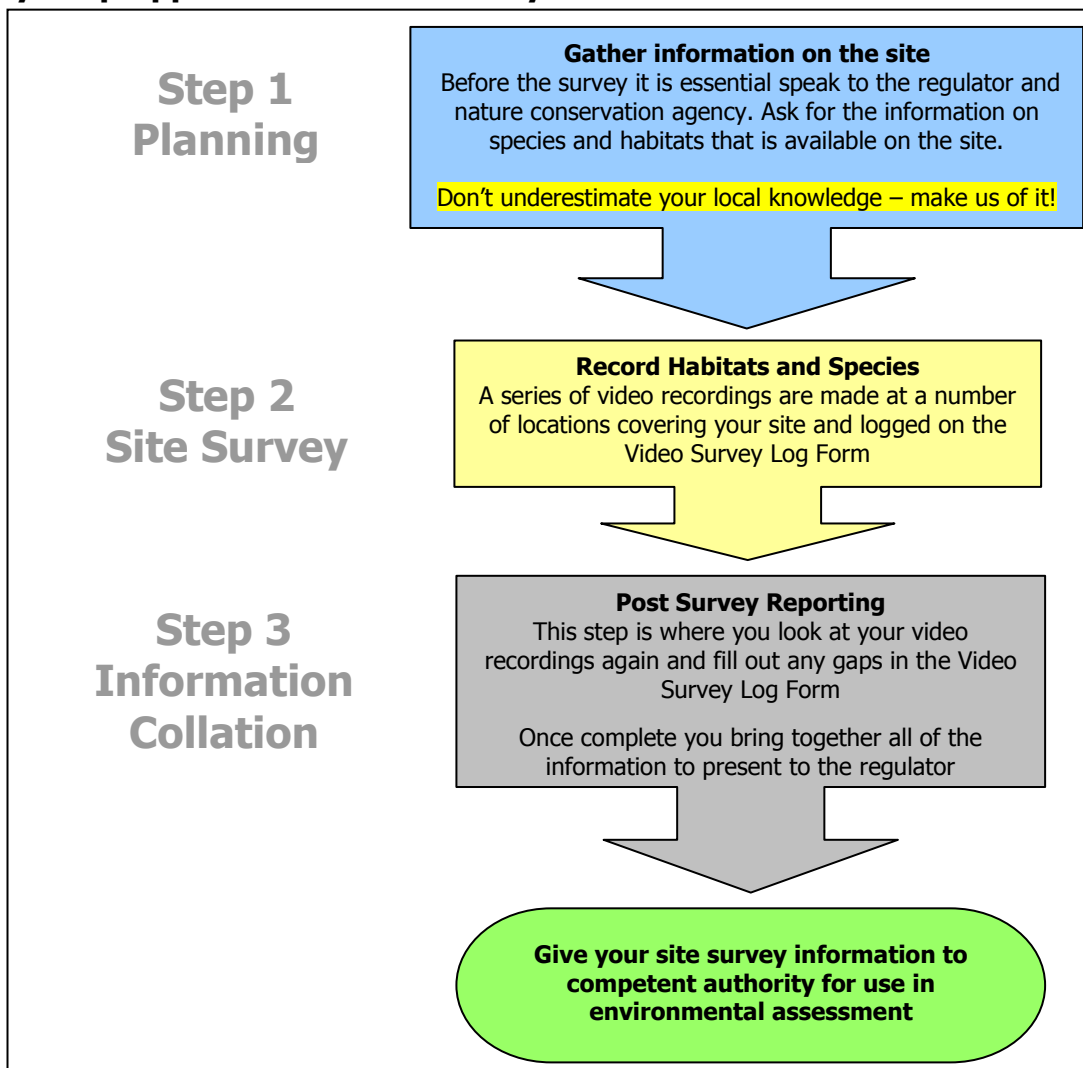 Step 1
Planning
Gather information on the site
Before the survey it is essential speak to the regulator and
nature conservation agency. Ask for the information on
species and habitats that is available on the site.
Don't underestimate your local knowledge – make us of it!
Step 2
Site Survey
Record Habitats and Species
A series of video recordings are made at a number
of locations covering your site and logged on the
Video Survey Log Form
Step 3
Information
Collation
Post Survey Reporting
This step is where you look at your video
recordings again and fill out any gaps in the Video
Survey Log Form
Once complete you bring together all of the
information to present to the regulator
Give your site survey information to
competent authority for use in
environmental assessment